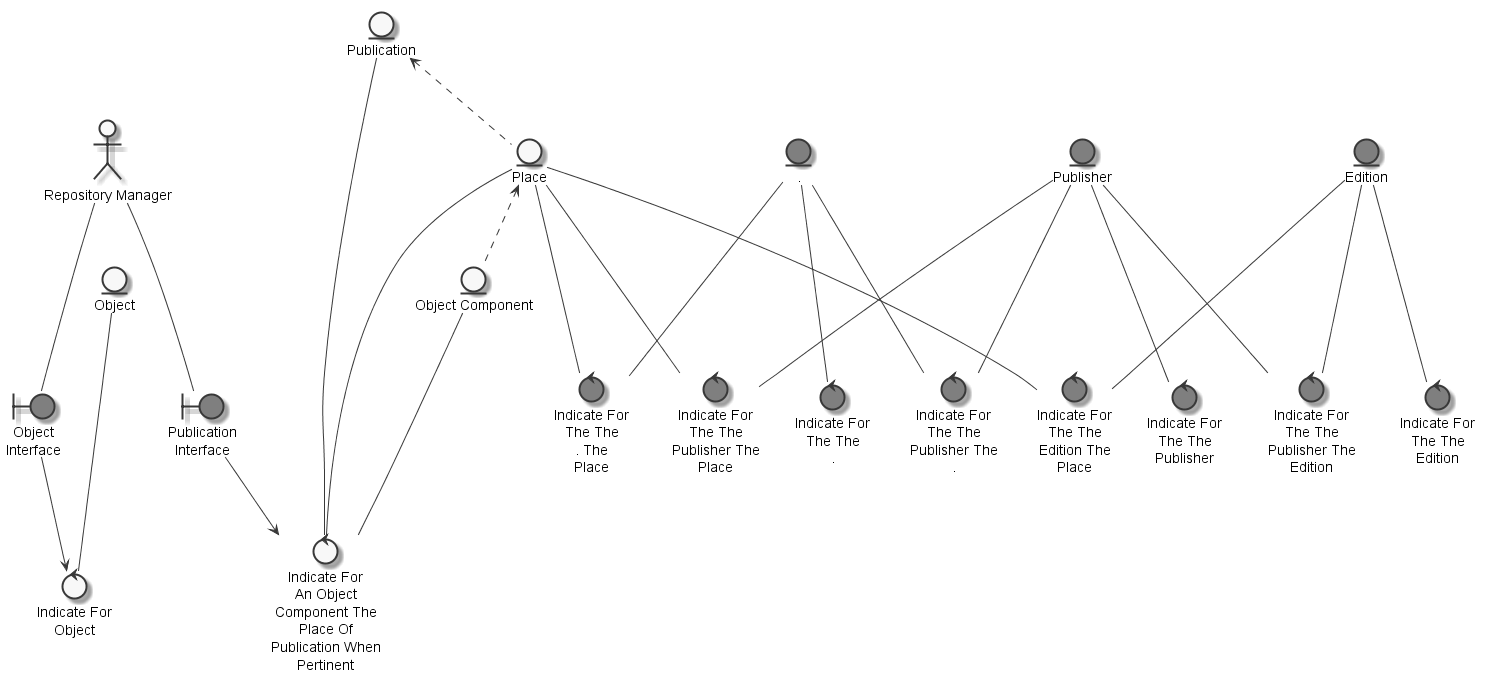 Publication
Place
.
Publisher
Edition
Repository Manager
Object
Object Component
Object
Interface
Publication
Interface
Indicate For
The The
. The
Place
Indicate For
The The
Publisher The
Place
Indicate For
The The
.
Indicate For
The The
Publisher The
.
Indicate For
The The
Edition The
Place
Indicate For
The The
Publisher
Indicate For
The The
Publisher The
Edition
Indicate For
The The
Edition
Indicate For
Object
Indicate For
An Object
Component The
Place Of
Publication When
Pertinent